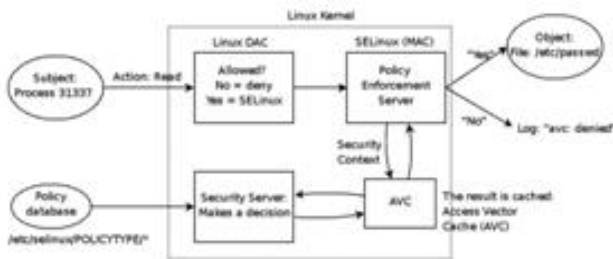 Linux Kernel
Linux DAC
SELinux (MAC)
Subject:
Process 31337
Action: Read
Allowed?
No = deny
Yes = SELinux
Policy
Enforcement
Server
"Yes"
Object:
File: /etc/passwd
"No"
Log: "avc: denied"
Security
Context
Policy
database
/etc/selinux/POLICYTYPE/*
Security Server:
Makes a decision
AVC
The result is cached:
Access Vector
Cache (AVC)